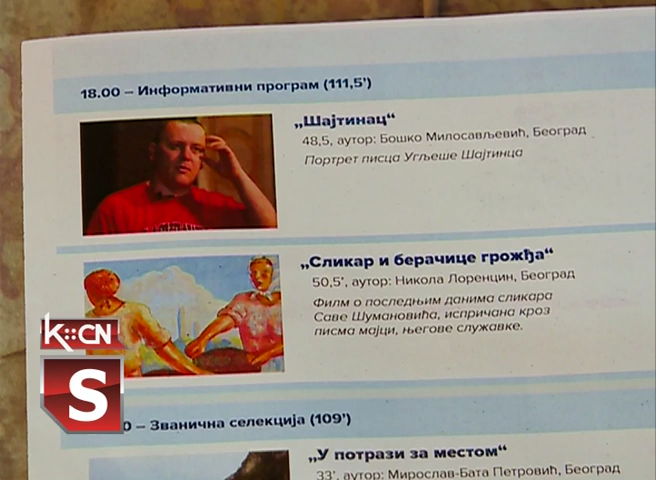 18.00 – Информативни програм (111,5’)
„Шајтинац“
48,5, аутор: Бошко Милосављевић, Београд
Портрет писца Угљеше Шајтинца
„Сликар и берачице грожђа“
50,5’, аутор: Никола Лоренцин, Београд
Филм о последњим данима сликара
Саве Шумановића, испричана кроз
писма мајци, његове служавке.
K::CN
S
0 – Званична селекција (109’)
„У потрази за местом“
33’, аутор: Мирослав-Бата Петровић, Београд